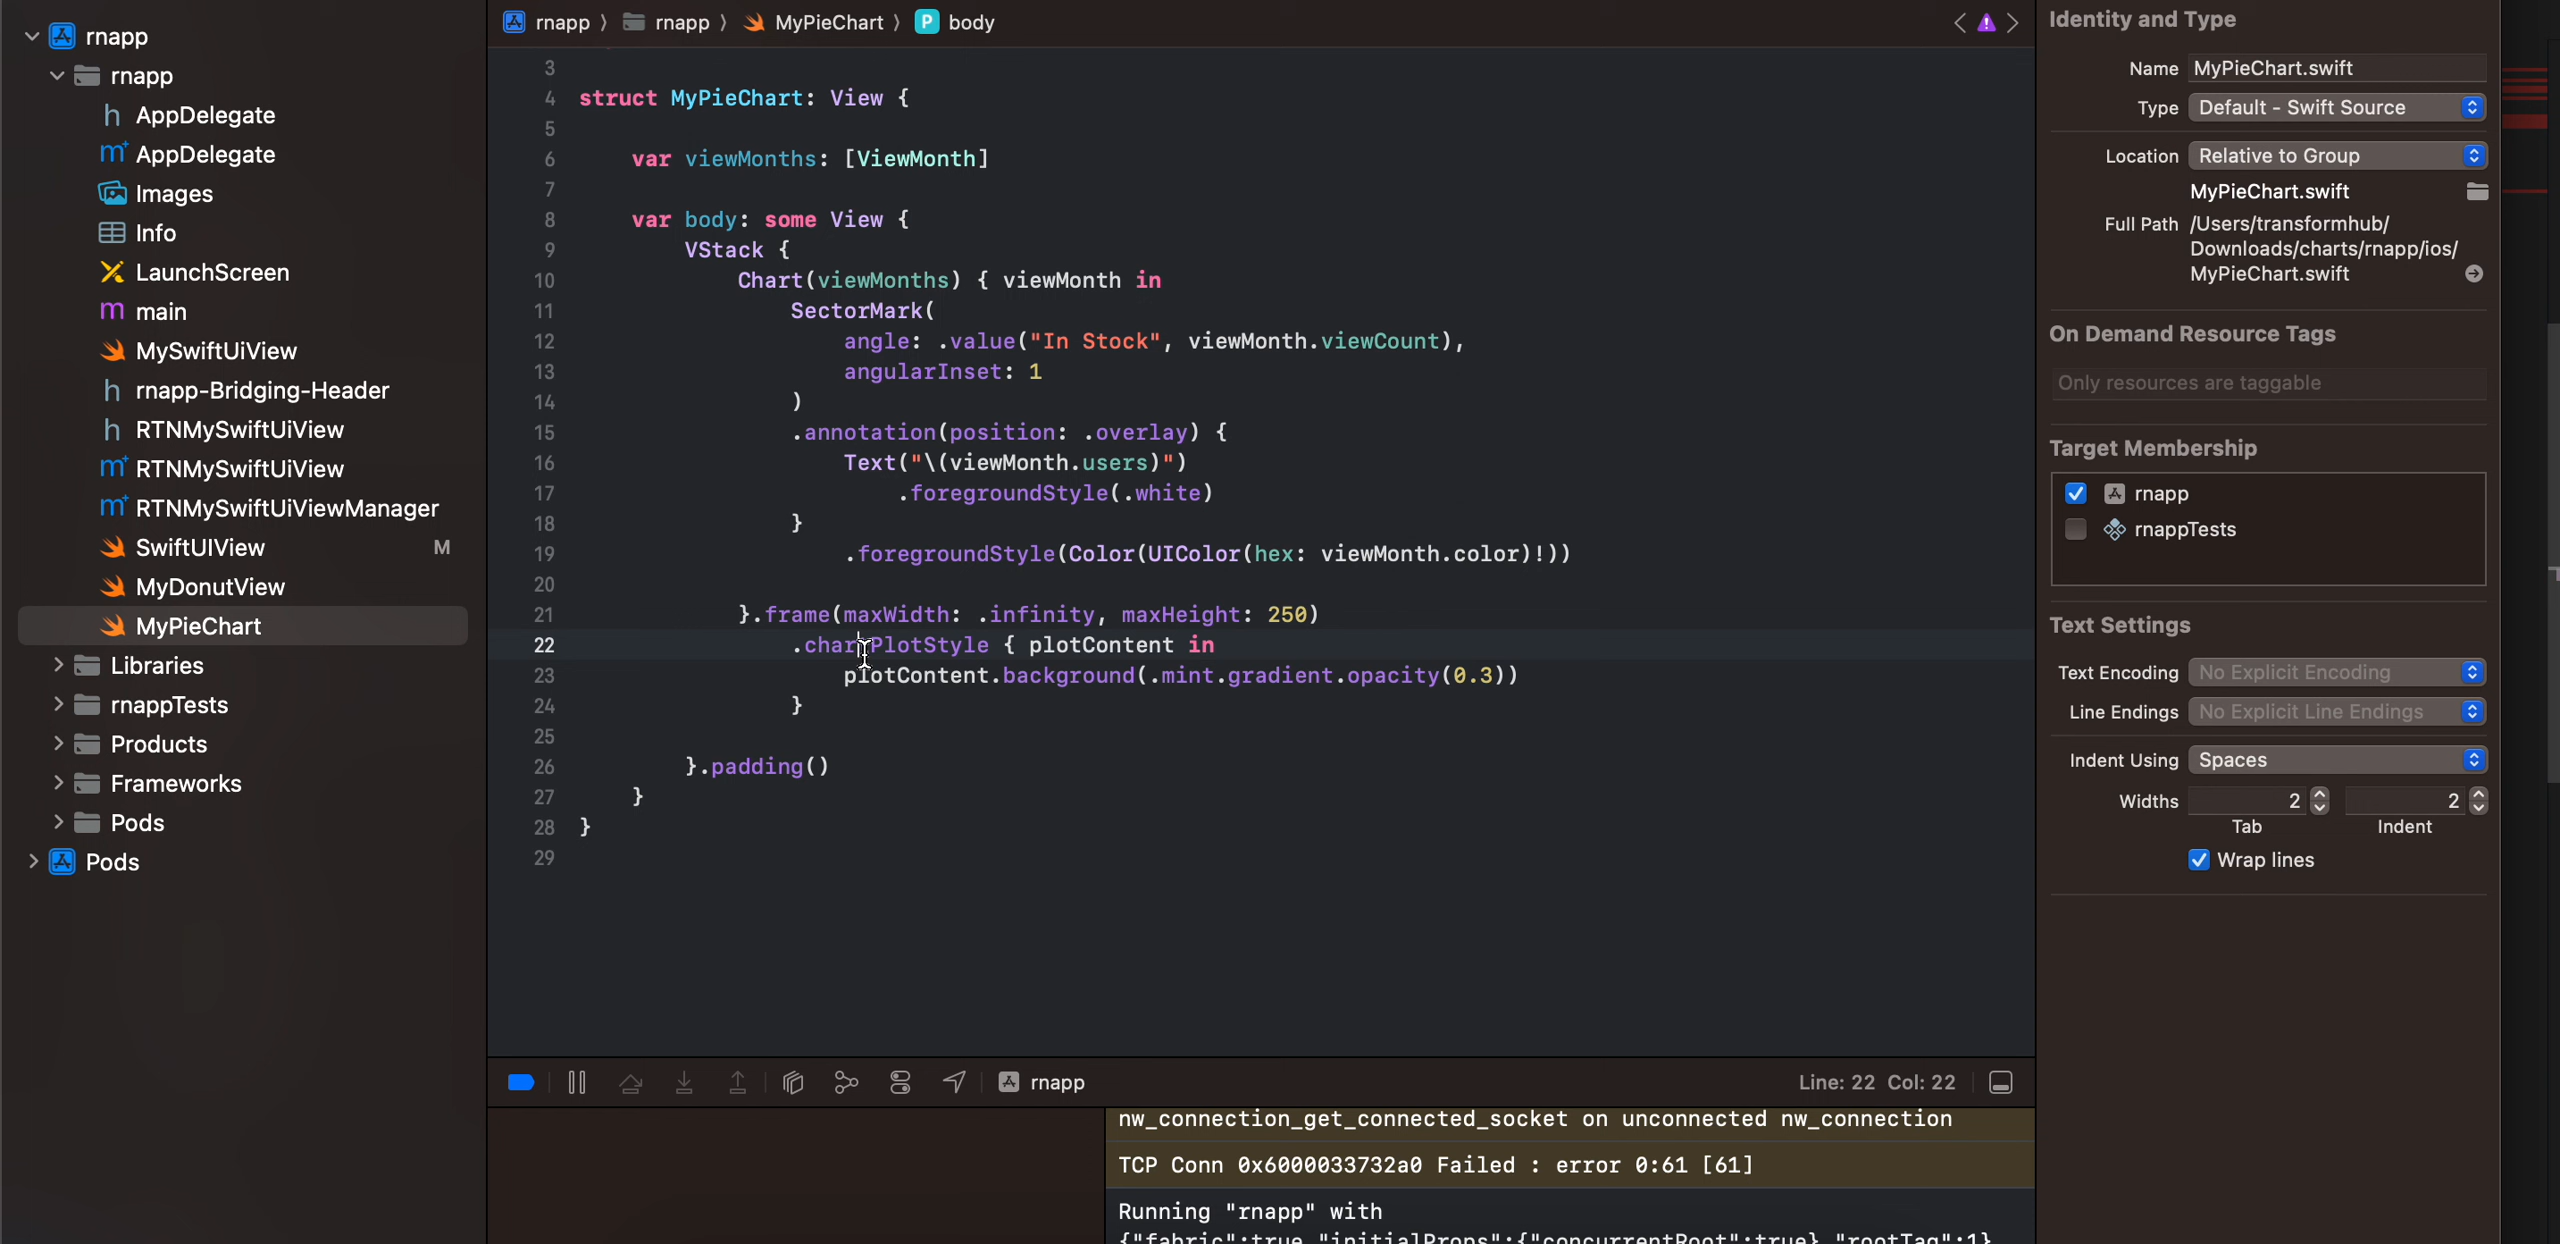 rnapp
rnapp
h AppDelegate
m+ AppDelegate
Images
Info
LaunchScreen
m main
MySwiftUiView
h rnapp-Bridging-Header
h RTNMySwiftUiView
m+ RTNMySwiftUiView
m+ RTNMySwiftUiViewManager
SwiftUIView M
MyDonutView
MyPieChart
Libraries
rnappTests
Products
Frameworks
Pods
Pods
rnapp 〉 rnapp 〉 MyPieChart 〉 P body
3
4 struct MyPieChart: View {
5
6 var viewMonths: [ViewMonth]
7
8 var body: some View {
9 VStack {
10 Chart(viewMonths) { viewMonth in
11 SectorMark(
12 angle: .value("In Stock", viewMonth.viewCount),
13 angularInset: 1
14 )
15 .annotation(position: .overlay) {
16 Text("\(viewMonth.users)")
17 .foregroundStyle(.white)
18 }
19 .foregroundStyle(Color(UIColor(hex: viewMonth.color)!))
20
21 }.frame(maxWidth: .infinity, maxHeight: 250)
22 .chartPlotStyle { plotContent in
23 plotContent.background(.mint.gradient.opacity(0.3))
24 }
25
26 }.padding()
27 }
28 }
29
rnapp
Line: 22 Col: 22
nw_connection_get_connected_socket on unconnected nw_connection
TCP Conn 0x6000033732a0 Failed : error 0:61 [61]
Running "rnapp" with
{"fabric":true,"initialProps":{"concurrentRoot":true},"rootTag":1}
Identity and Type
Name MyPieChart.swift
Type Default - Swift Source
Location Relative to Group
MyPieChart.swift
Full Path /Users/transformhub/
Downloads/charts/rnapp/ios/
MyPieChart.swift
On Demand Resource Tags
Only resources are taggable
Target Membership
rnapp
rnappTests
Text Settings
Text Encoding No Explicit Encoding
Line Endings No Explicit Line Endings
Indent Using Spaces
Widths 2 2
Tab Indent
Wrap lines